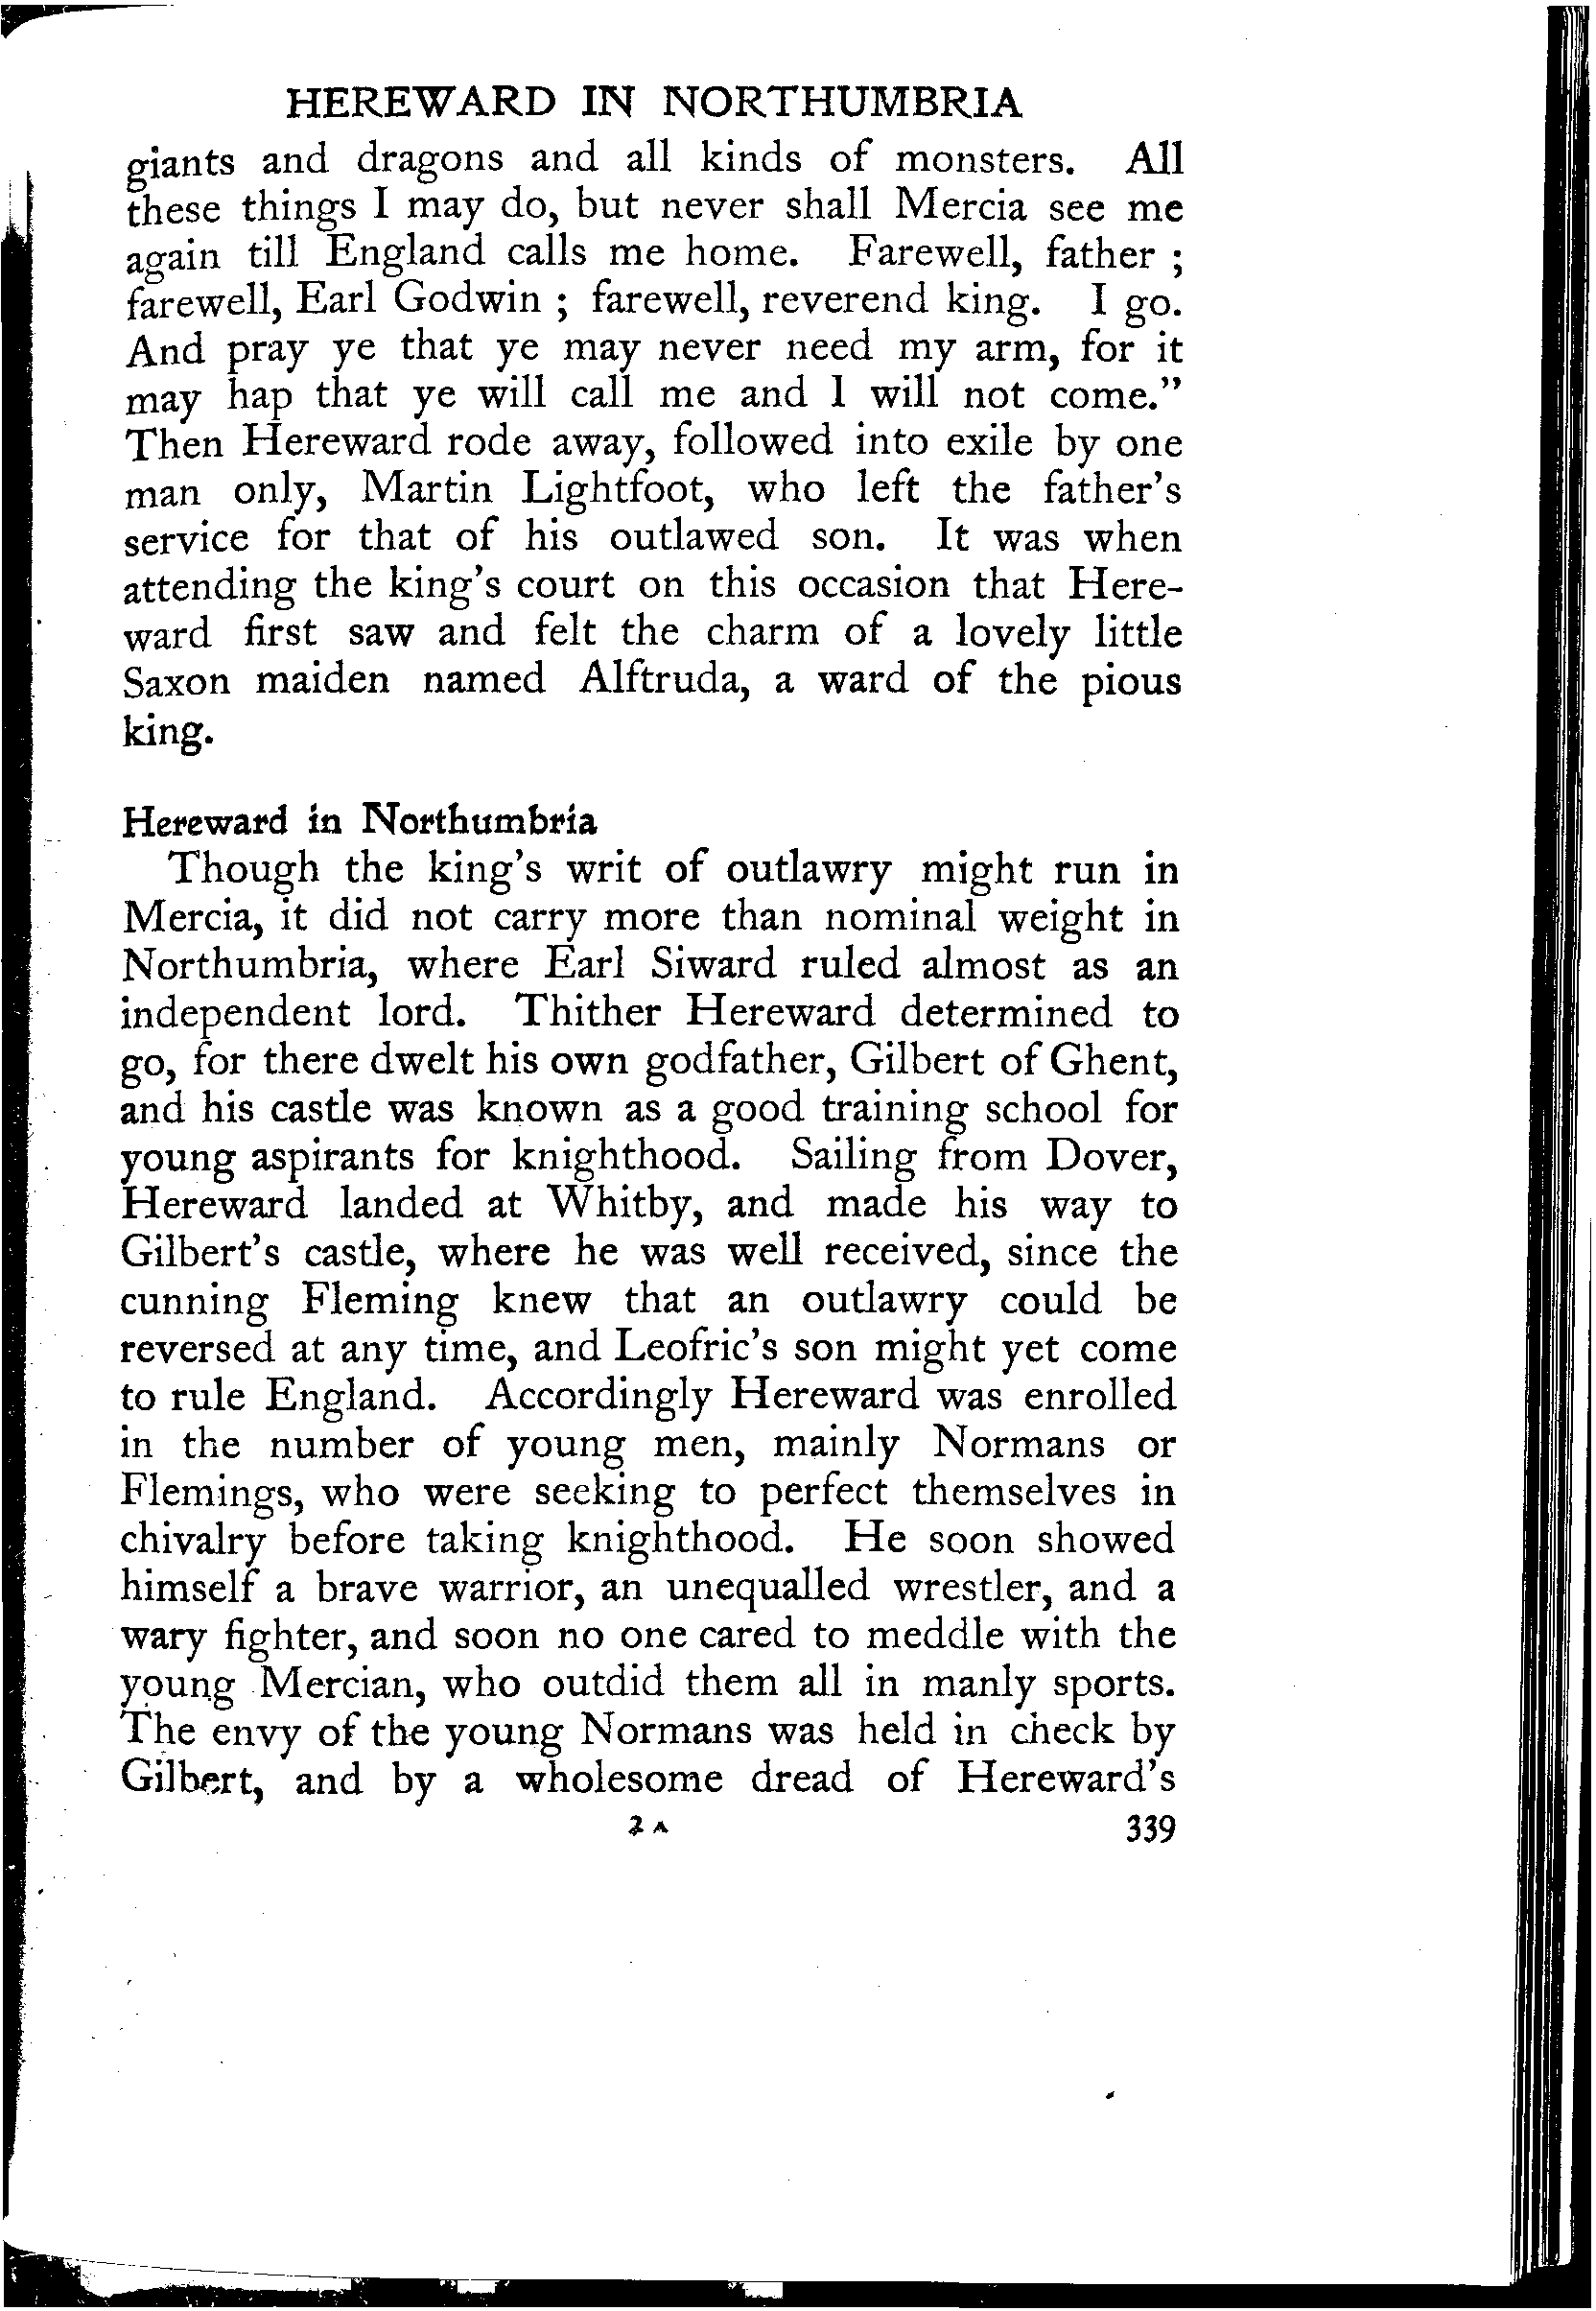 HEREWARD IN NORTHUMBRIA
giants and dragons and all kinds of monsters. All
these things I may do, but never shall Mercia see me
again till England calls me home. Farewell, father ;
farewell, Earl Godwin ; farewell, reverend king. I go.
And pray ye that ye may never need my arm, for it
may hap that ye will call me and I will not come."
Then Hereward rode away, followed into exile by one
man only, Martin Lightfoot, who left the father's
service for that of his outlawed son. It was when
attending the king's court on this occasion that Here-
ward first saw and felt the charm of a lovely little
Saxon maiden named Alftruda, a ward of the pious
king.
Hereward in Northumbria
Though the king's writ of outlawry might run in
Mercia, it did not carry more than nominal weight in
Northumbria, where Earl Siward ruled almost as an
independent lord. Thither Hereward determined to
go, for there dwelt his own godfather, Gilbert of Ghent,
and his castle was known as a good training school for
young aspirants for knighthood. Sailing from Dover,
Hereward landed at Whitby, and made his way to
Gilbert's castle, where he was well received, since the
cunning Fleming knew that an outlawry could be
reversed at any time, and Leofric's son might yet come
to rule England. Accordingly Hereward was enrolled
in the number of young men, mainly Normans or
Flemings, who were seeking to perfect themselves in
chivalry before taking knighthood. He soon showed
himself a brave warrior, an unequalled wrestler, and a
wary fighter, and soon no one cared to meddle with the
young Mercian, who outdid them all in manly sports.
The envy of the young Normans was held in check by
Gilbert, and by a wholesome dread of Hereward's
2 A 339